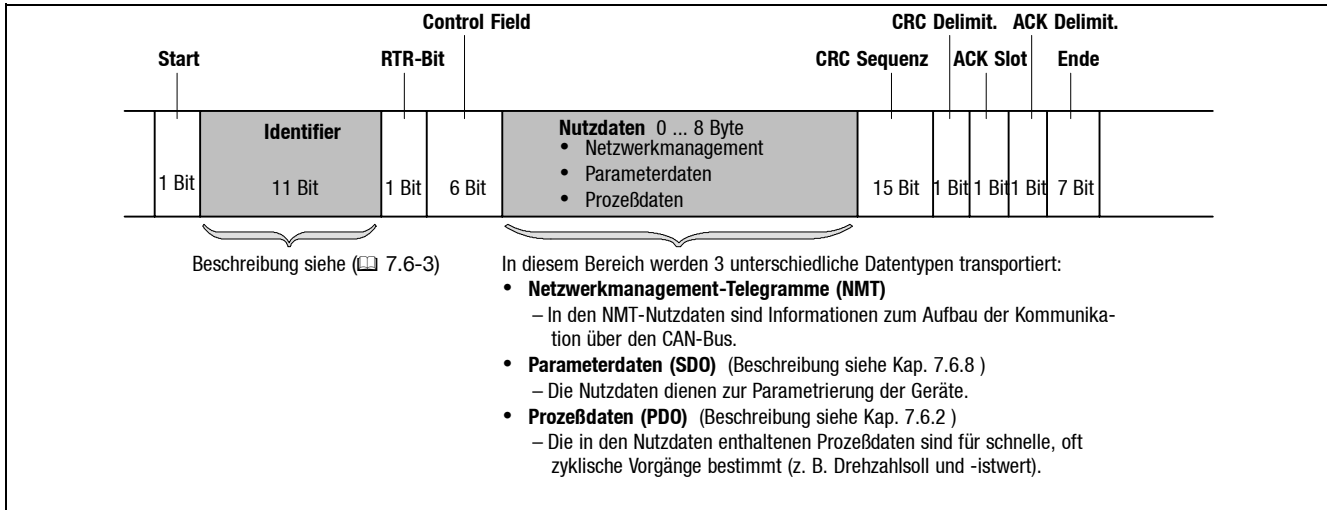 Control Field
CRC Delimit. ACK Delimit.
Start
RTR-Bit
CRC Sequenz
ACK Slot
Ende
Identifier
Nutzdaten 0 ... 8 Byte
• Netzwerkmanagement
• Parameterdaten
• Prozeßdaten
1 Bit
11 Bit
1 Bit
6 Bit
15 Bit
1 Bit
1 Bit
1 Bit
7 Bit
Beschreibung siehe (🕮 7.6-3)
In diesem Bereich werden 3 unterschiedliche Datentypen transportiert:
• Netzwerkmanagement-Telegramme (NMT)
– In den NMT-Nutzdaten sind Informationen zum Aufbau der Kommunika-
tion über den CAN-Bus.
• Parameterdaten (SDO) (Beschreibung siehe Kap. 7.6.8 )
– Die Nutzdaten dienen zur Parametrierung der Geräte.
• Prozeßdaten (PDO) (Beschreibung siehe Kap. 7.6.2 )
– Die in den Nutzdaten enthaltenen Prozeßdaten sind für schnelle, oft
zyklische Vorgänge bestimmt (z. B. Drehzahlsoll und -istwert).